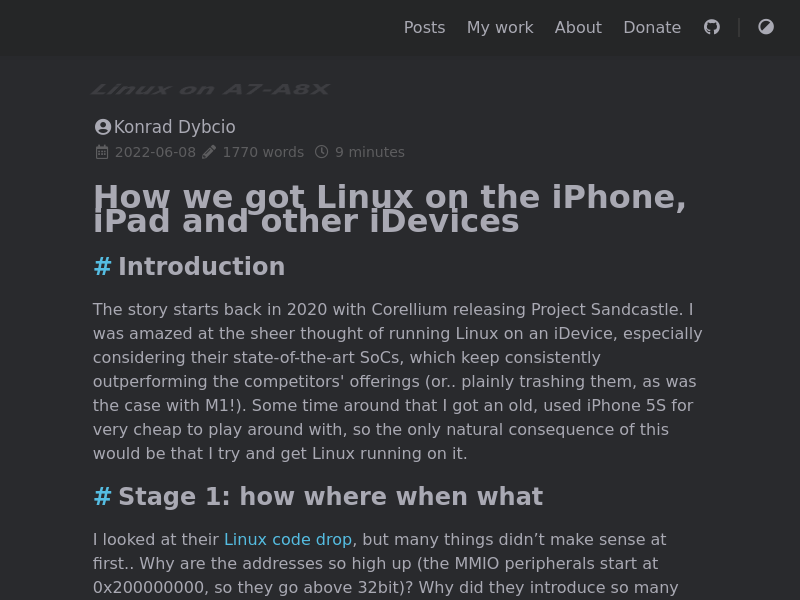 Posts My work About Donate
Linux on A7-A8X
Konrad Dybcio
2022-06-08 1770 words 9 minutes
How we got Linux on the iPhone,
iPad and other iDevices
# Introduction
The story starts back in 2020 with Corellium releasing Project Sandcastle. I
was amazed at the sheer thought of running Linux on an iDevice, especially
considering their state-of-the-art SoCs, which keep consistently
outperforming the competitors' offerings (or.. plainly trashing them, as was
the case with M1!). Some time around that I got an old, used iPhone 5S for
very cheap to play around with, so the only natural consequence of this
would be that I try and get Linux running on it.
# Stage 1: how where when what
I looked at their Linux code drop, but many things didn’t make sense at
first.. Why are the addresses so high up (the MMIO peripherals start at
0x200000000, so they go above 32bit)? Why did they introduce so many